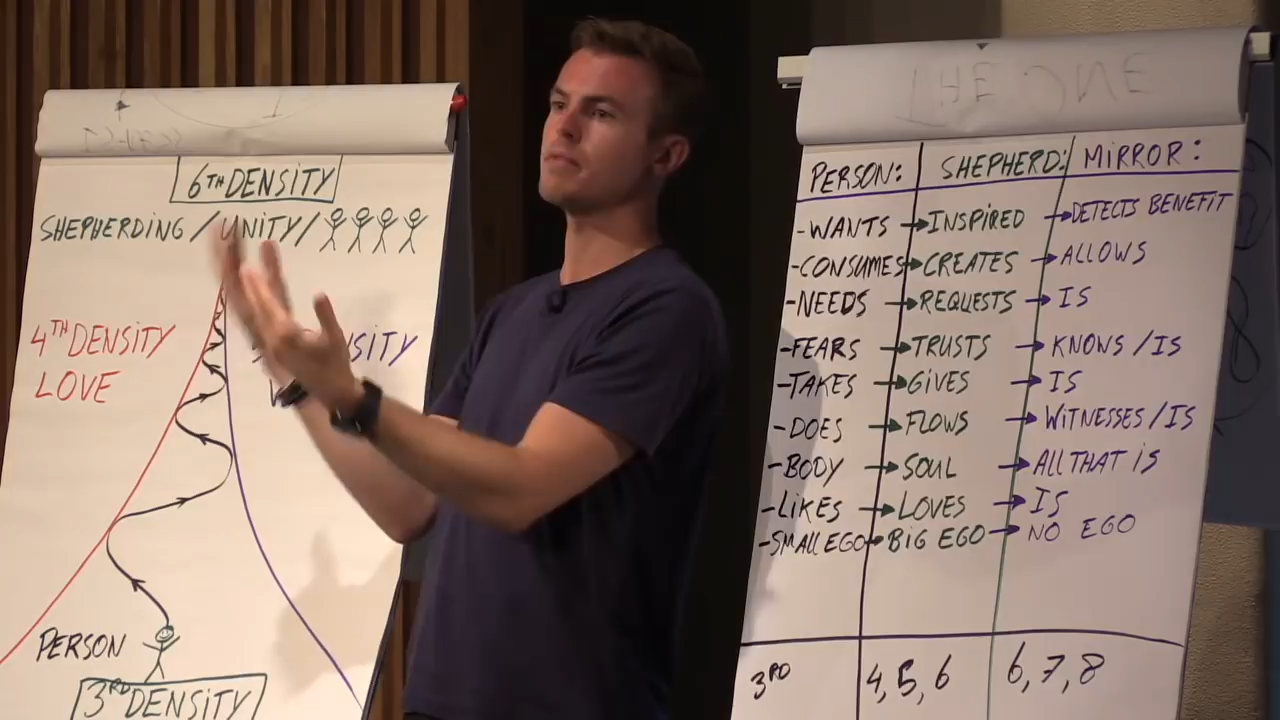 6TH DENSITY
SHEPHERDING / UNITY /
4TH DENSITY
LOVE
PERSON
3RD DENSITY
THE ONE
PERSON: SHEPHERD: MIRROR:
-WANTS → INSPIRED → DETECTS BENEFIT
-CONSUMES → CREATES → ALLOWS
-NEEDS → REQUESTS → IS
-FEARS → TRUSTS → KNOWS / IS
-TAKES → GIVES → IS
-DOES → FLOWS → WITNESSES / IS
-BODY → SOUL → ALL THAT IS
-LIKES → LOVES → IS
-SMALL EGO → BIG EGO → NO EGO
3RD 4, 5, 6 6, 7, 8